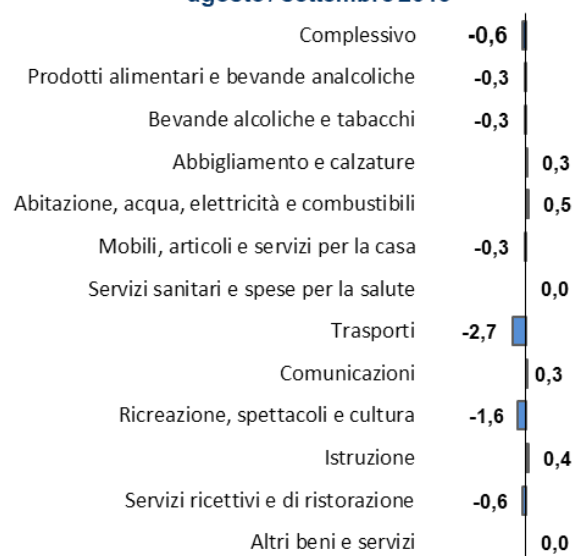 Complessivo -0,6
Prodotti alimentari e bevande analcoliche -0,3
Bevande alcoliche e tabacchi -0,3
Abbigliamento e calzature 0,3
Abitazione, acqua, elettricità e combustibili 0,5
Mobili, articoli e servizi per la casa -0,3
Servizi sanitari e spese per la salute 0,0
Trasporti -2,7
Comunicazioni 0,3
Ricreazione, spettacoli e cultura -1,6
Istruzione 0,4
Servizi ricettivi e di ristorazione -0,6
Altri beni e servizi 0,0